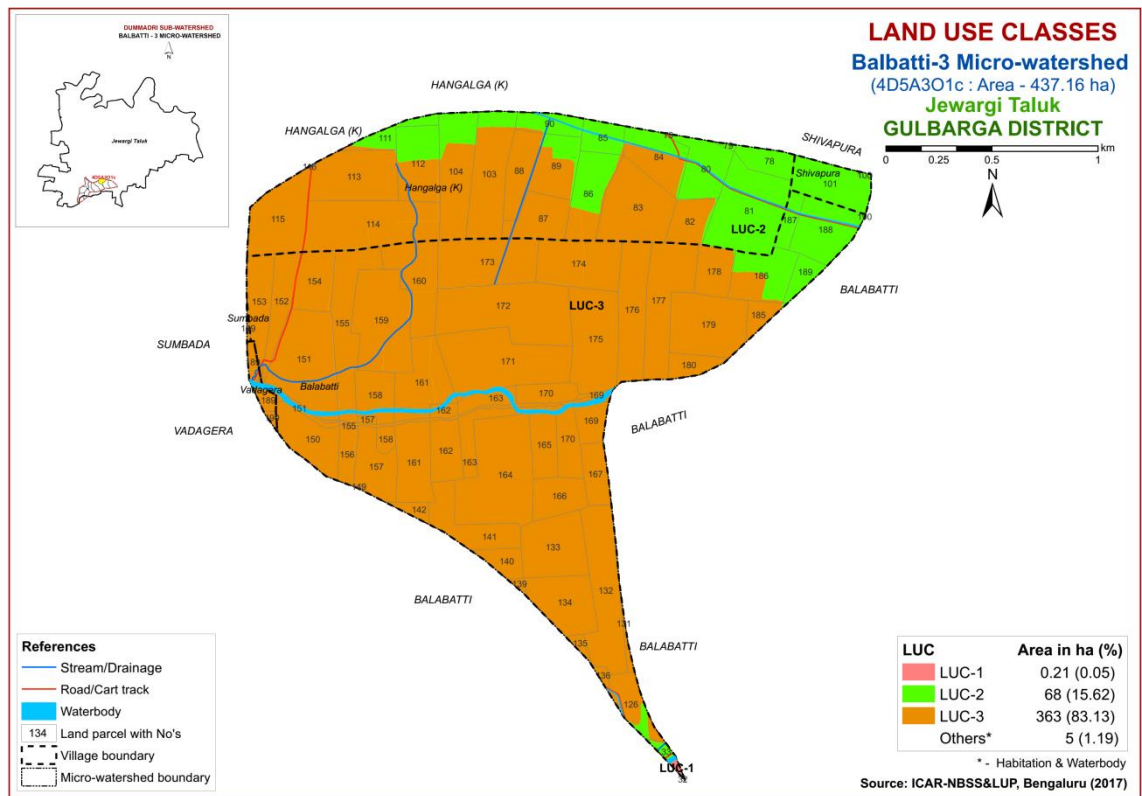 DUMMADRI SUB-WATERSHED
BALBATTI - 3 MICRO-WATERSHED
N
Jewargi Taluk
LAND USE CLASSES
Balbatti-3 Micro-watershed
(4D5A3O1c : Area - 437.16 ha)
Jewargi Taluk
GULBARGA DISTRICT
0 0.25 0.5 1
km
N
HANGALGA (K)
HANGALGA (K)
SHIVAPURA
111
80
85
84
78
112
113
104
103
88
89
80
Shivapura
101
Hangalga (K)
86
83
81
115
87
82
187
188
114
LUC-2
173
174
160
178
186
189
154
BALABATTI
153
152
172
LUC-3
176
177
155
159
185
Sumbada
179
175
SUMBADA
151
171
180
Vadagera
Balabatti
161
158
170
169
189
163
151
162
157
169
155
BALABATTI
VADAGERA
150
158
165
170
156
162
157
161
163
164
167
149
166
142
141
133
140
139
132
BALABATTI
134
131
135
BALABATTI
126
LUC-1
32
References
Stream/Drainage
Road/Cart track
Waterbody
134 Land parcel with No's
Village boundary
Micro-watershed boundary
LUC Area in ha (%)
LUC-1 0.21 (0.05)
LUC-2 68 (15.62)
LUC-3 363 (83.13)
Others* 5 (1.19)
* - Habitation & Waterbody
Source: ICAR-NBSS&LUP, Bengaluru (2017)